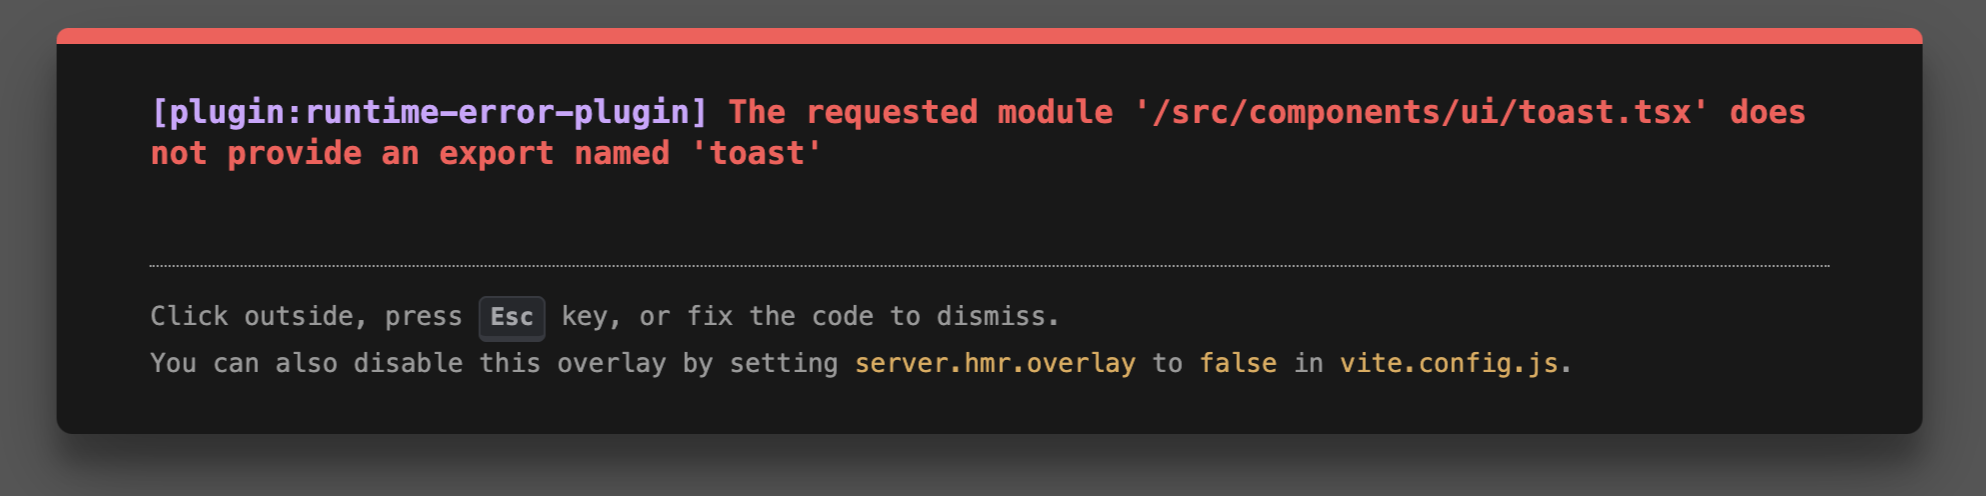 [plugin:runtime-error-plugin] The requested module '/src/components/ui/toast.tsx' does
not provide an export named 'toast'
Click outside, press Esc key, or fix the code to dismiss.
You can also disable this overlay by setting server.hmr.overlay to false in vite.config.js.